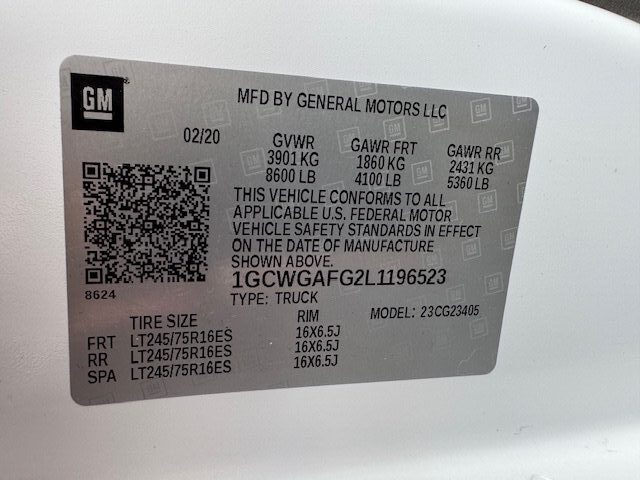 GM
MFD BY GENERAL MOTORS LLC
02/20 GVWR GAWR FRT GAWR RR
3901 KG 1860 KG 2431 KG
8600 LB 4100 LB 5360 LB
THIS VEHICLE CONFORMS TO ALL
APPLICABLE U.S. FEDERAL MOTOR
VEHICLE SAFETY STANDARDS IN EFFECT
ON THE DATE OF MANUFACTURE
SHOWN ABOVE.
1GCWGAFG2L1196523
8624
TYPE: TRUCK MODEL: 23CG23405
TIRE SIZE RIM
FRT LT245/75R16ES 16X6.5J
RR LT245/75R16ES 16X6.5J
SPA LT245/75R16ES 16X6.5J